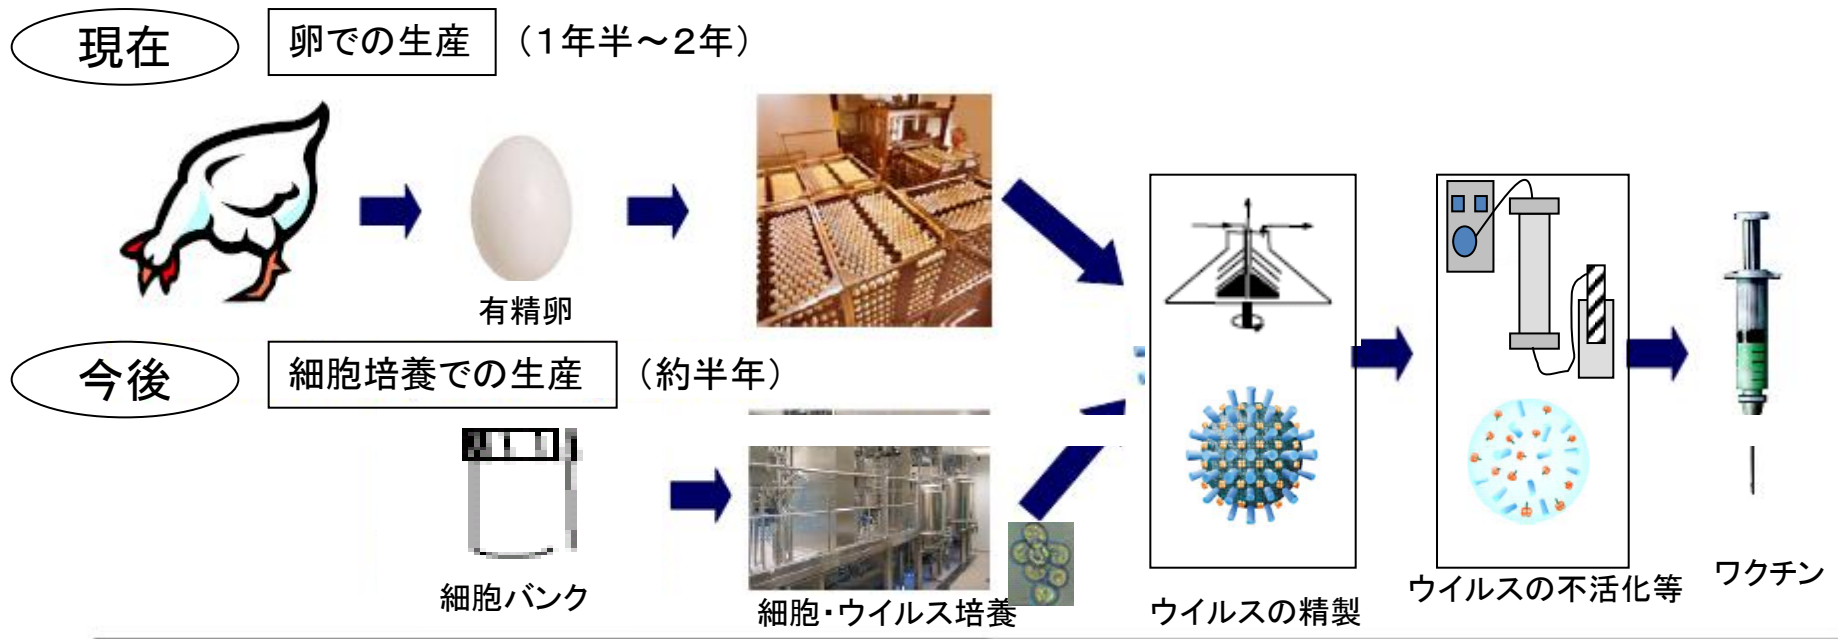 現在
卵での生産
（１年半～２年）
有精卵
今後
細胞培養での生産
（約半年）
細胞バンク
細胞・ウイルス培養
ウイルスの精製
ウイルスの不活化等
ワクチン